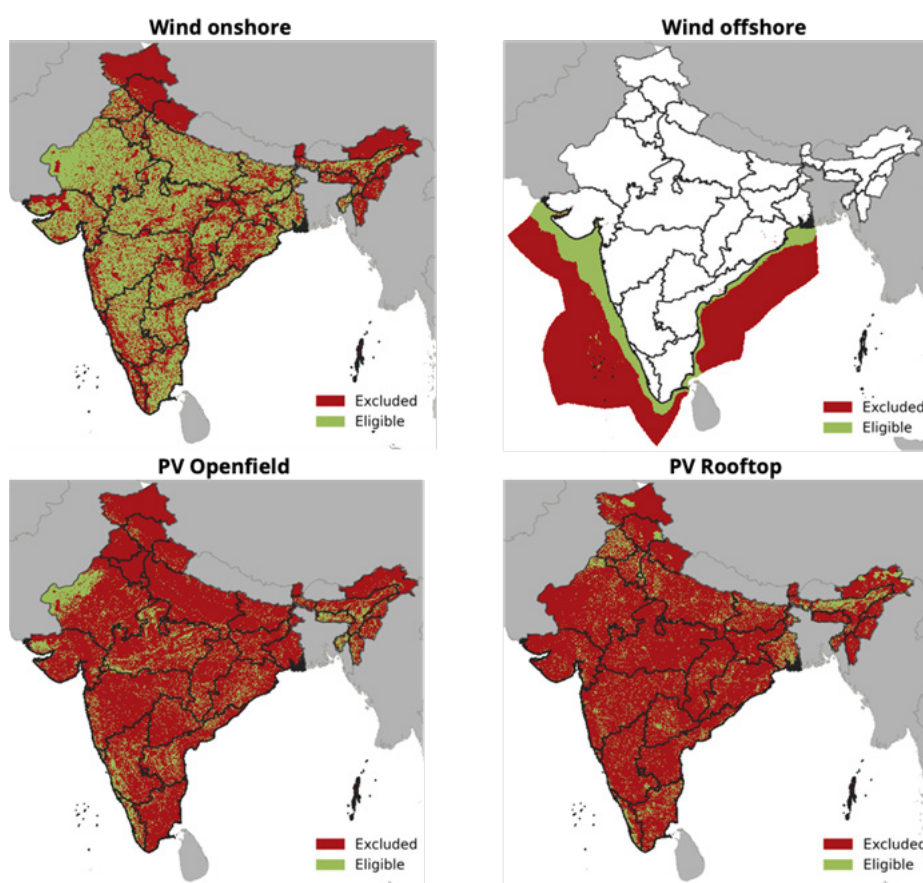 Wind onshore
Wind offshore
Excluded
Eligible
Excluded
Eligible
PV Openfield
PV Rooftop
Excluded
Eligible
Excluded
Eligible